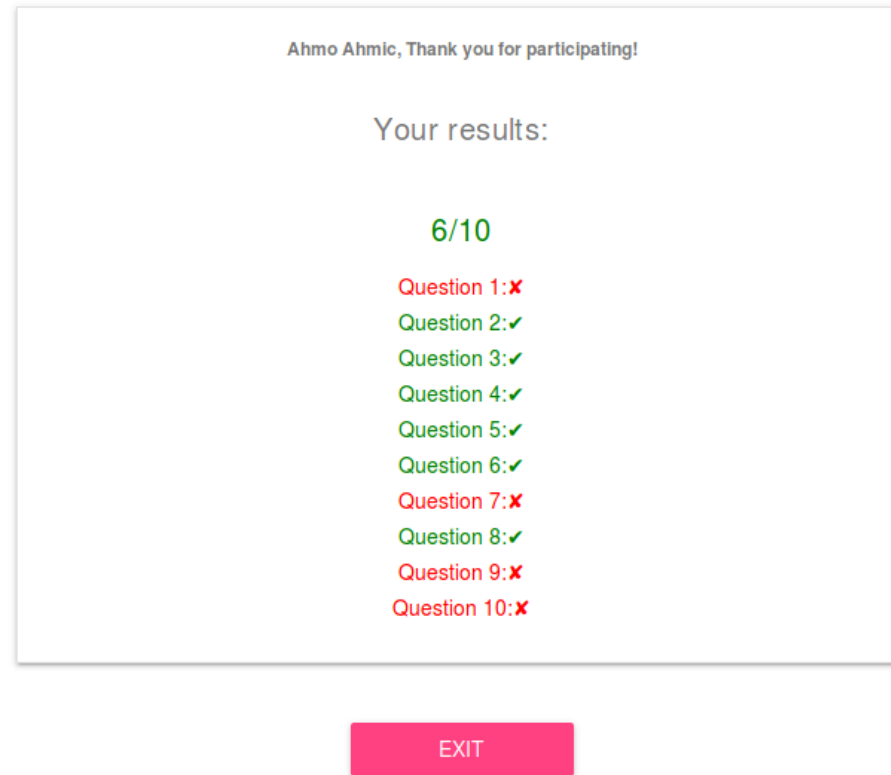 Ahmo Ahmic, Thank you for participating!
Your results:
6/10
Question 1:✘
Question 2:✔
Question 3:✔
Question 4:✔
Question 5:✔
Question 6:✔
Question 7:✘
Question 8:✔
Question 9:✘
Question 10:✘
EXIT